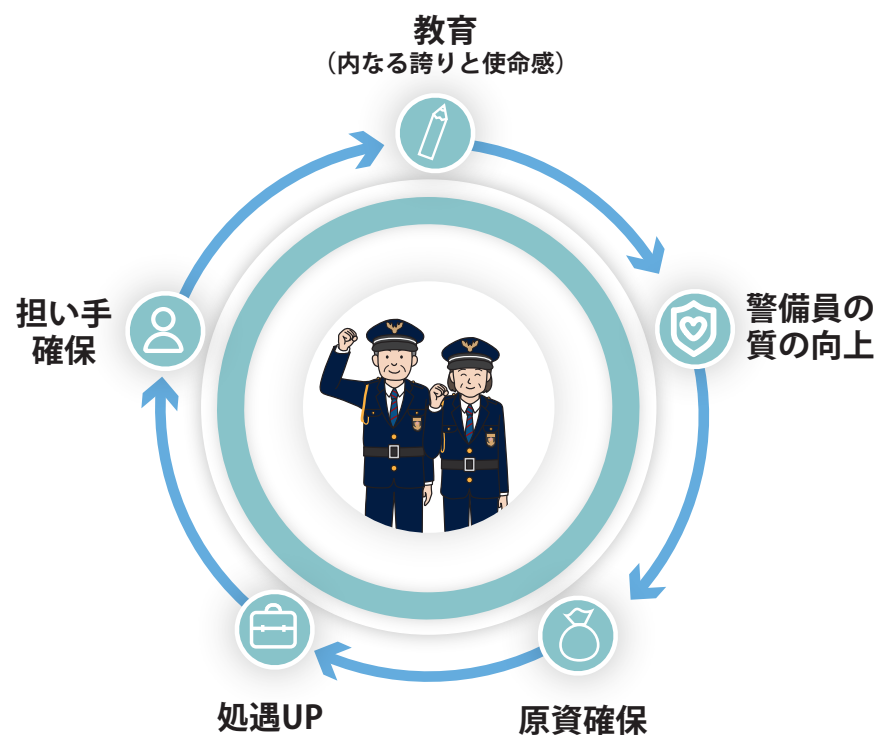 教育
（内なる誇りと使命感）
警備員の
質の向上
原資確保
処遇UP
担い手
確保